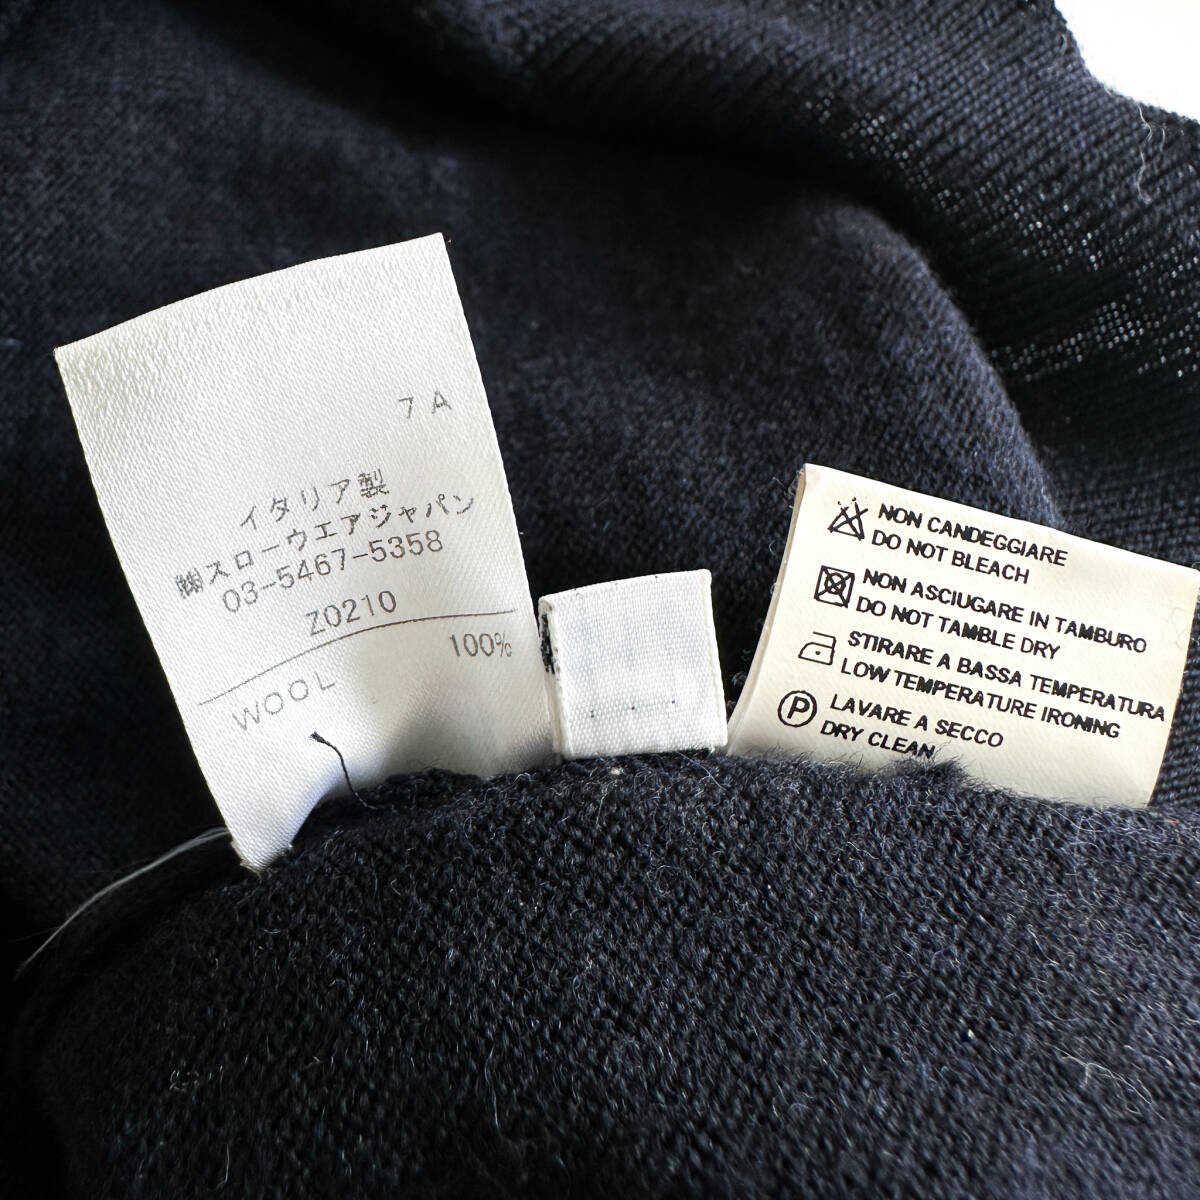 7A
イタリア製
㈱スローウエアジャパン
03-5467-5358
Z0210
WOOL 100%
NON CANDEGGIARE
DO NOT BLEACH
NON ASCIUGARE IN TAMBURO
DO NOT TAMBLE DRY
STIRARE A BASSA TEMPERATURA
LOW TEMPERATURE IRONING
P LAVARE A SECCO
DRY CLEAN